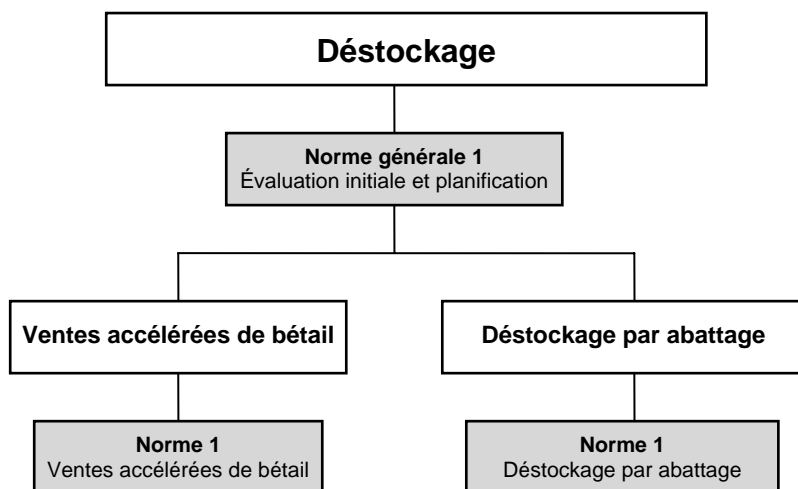 Déstockage
Norme générale 1
Évaluation initiale et planification
Ventes accélérées de bétail
Déstockage par abattage
Norme 1
Ventes accélérées de bétail
Norme 1
Déstockage par abattage